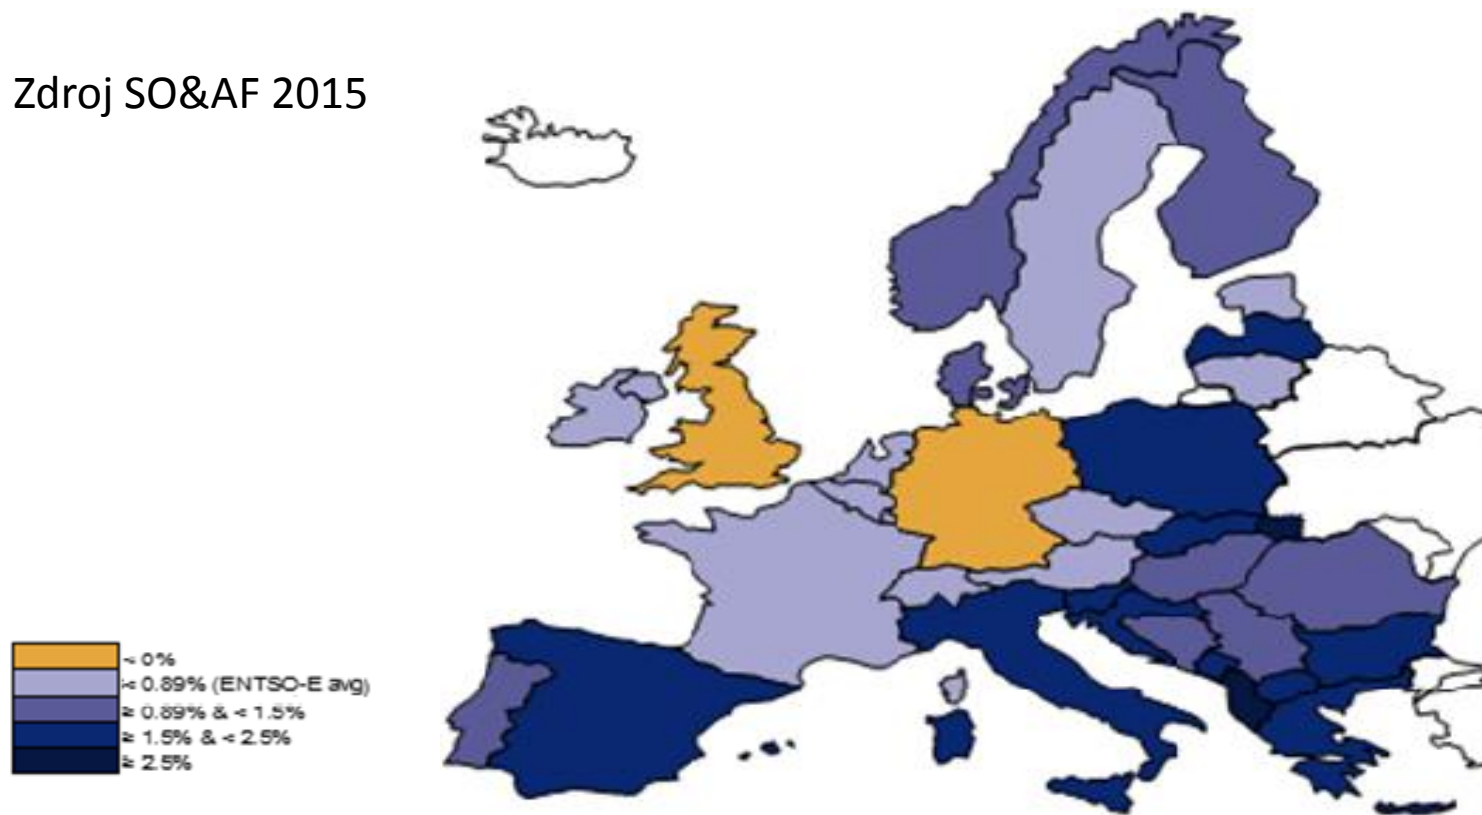 Zdroj SO&AF 2015
< 0%
< 0.89% (ENTSO-E avg)
≥ 0.89% & < 1.5%
≥ 1.5% & < 2.5%
≥ 2.5%